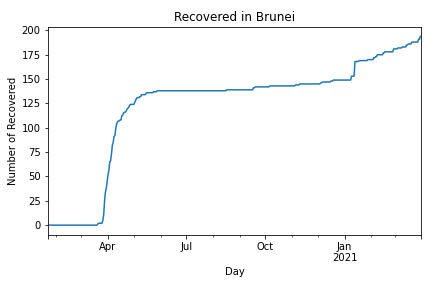 Recovered in Brunei
200
175
150
125
100
75
50
25
0
Number of Recovered
Apr
Jul
Oct
Jan
2021
Day